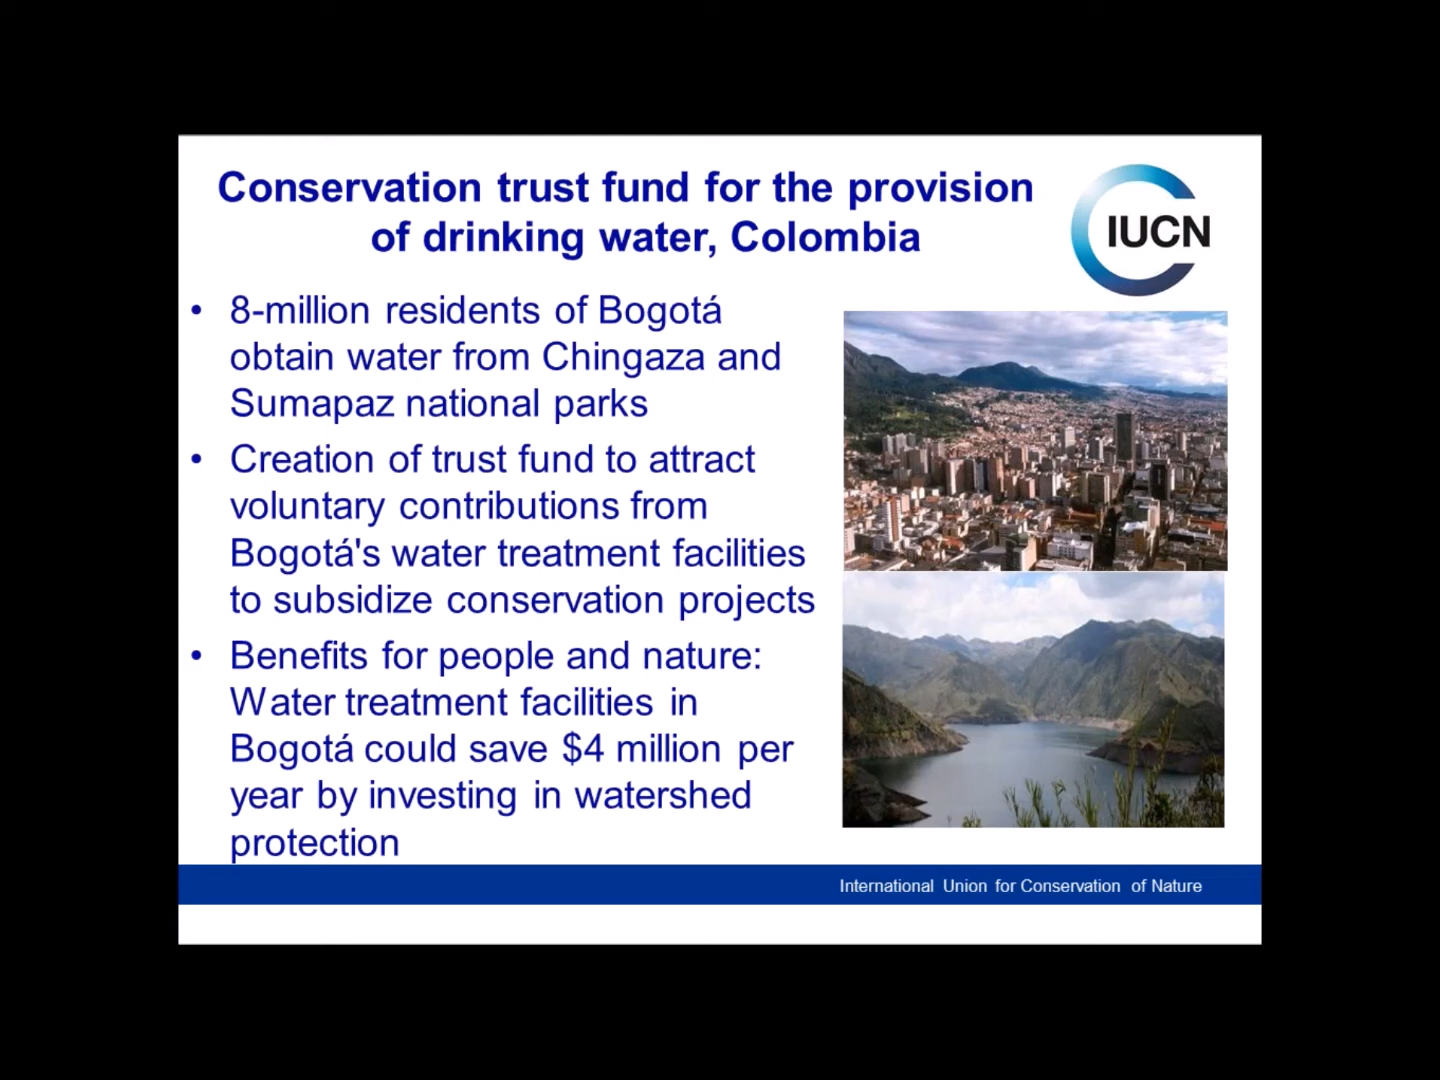 Conservation trust fund for the provision
of drinking water, Colombia
IUCN
• 8-million residents of Bogotá
obtain water from Chingaza and
Sumapaz national parks
• Creation of trust fund to attract
voluntary contributions from
Bogotá's water treatment facilities
to subsidize conservation projects
• Benefits for people and nature:
Water treatment facilities in
Bogotá could save $4 million per
year by investing in watershed
protection
International Union for Conservation of Nature